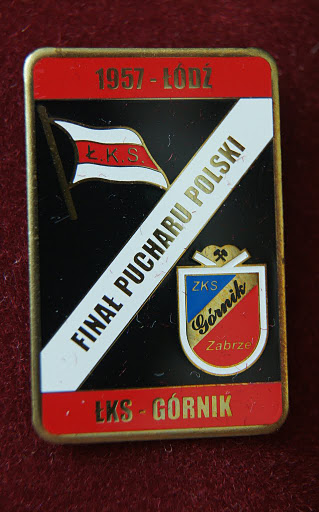 1957 - ŁÓDŹ
Ł.K.S.
FINAŁ PUCHARU POLSKI
ZKS
Górnik
Zabrze
ŁKS - GÓRNIK